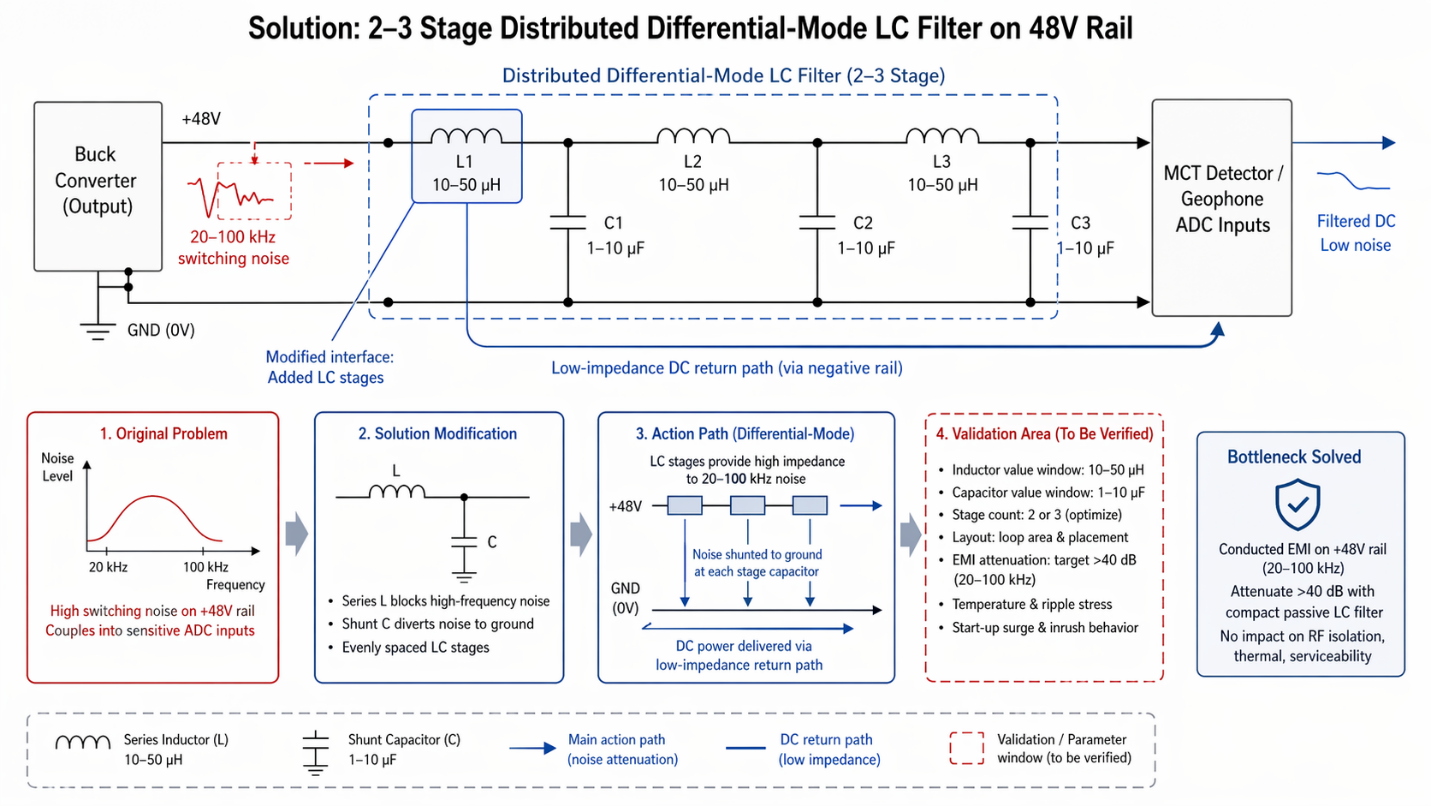 Solution: 2–3 Stage Distributed Differential-Mode LC Filter on 48V Rail
Distributed Differential-Mode LC Filter (2–3 Stage)
Buck
Converter
(Output)
+48V
20–100 kHz
switching noise
GND (0V)
L1
10–50 µH
C1
1–10 µF
L2
10–50 µH
C2
1–10 µF
L3
10–50 µH
C3
1–10 µF
MCT Detector /
Geophone
ADC Inputs
Filtered DC
Low noise
Modified interface:
Added LC stages
Low-impedance DC return path (via negative rail)
1. Original Problem
Noise
Level
20 kHz
100 kHz
Frequency
High switching noise on +48V rail
Couples into sensitive ADC inputs
2. Solution Modification
L
C
• Series L blocks high-frequency noise
• Shunt C diverts noise to ground
• Evenly spaced LC stages
3. Action Path (Differential-Mode)
LC stages provide high impedance
to 20–100 kHz noise
+48V
Noise shunted to ground
at each stage capacitor
GND
(0V)
DC power delivered via
low-impedance return path
4. Validation Area (To Be Verified)
• Inductor value window: 10–50 µH
• Capacitor value window: 1–10 µF
• Stage count: 2 or 3 (optimize)
• Layout: loop area & placement
• EMI attenuation: target >40 dB
(20–100 kHz)
• Temperature & ripple stress
• Start-up surge & inrush behavior
Bottleneck Solved
Conducted EMI on +48V rail
(20–100 kHz)
Attenuate >40 dB with
compact passive LC filter
No impact on RF isolation,
thermal, serviceability
Series Inductor (L)
10–50 µH
Shunt Capacitor (C)
1–10 µF
Main action path
(noise attenuation)
DC return path
(low impedance)
Validation / Parameter
window (to be verified)